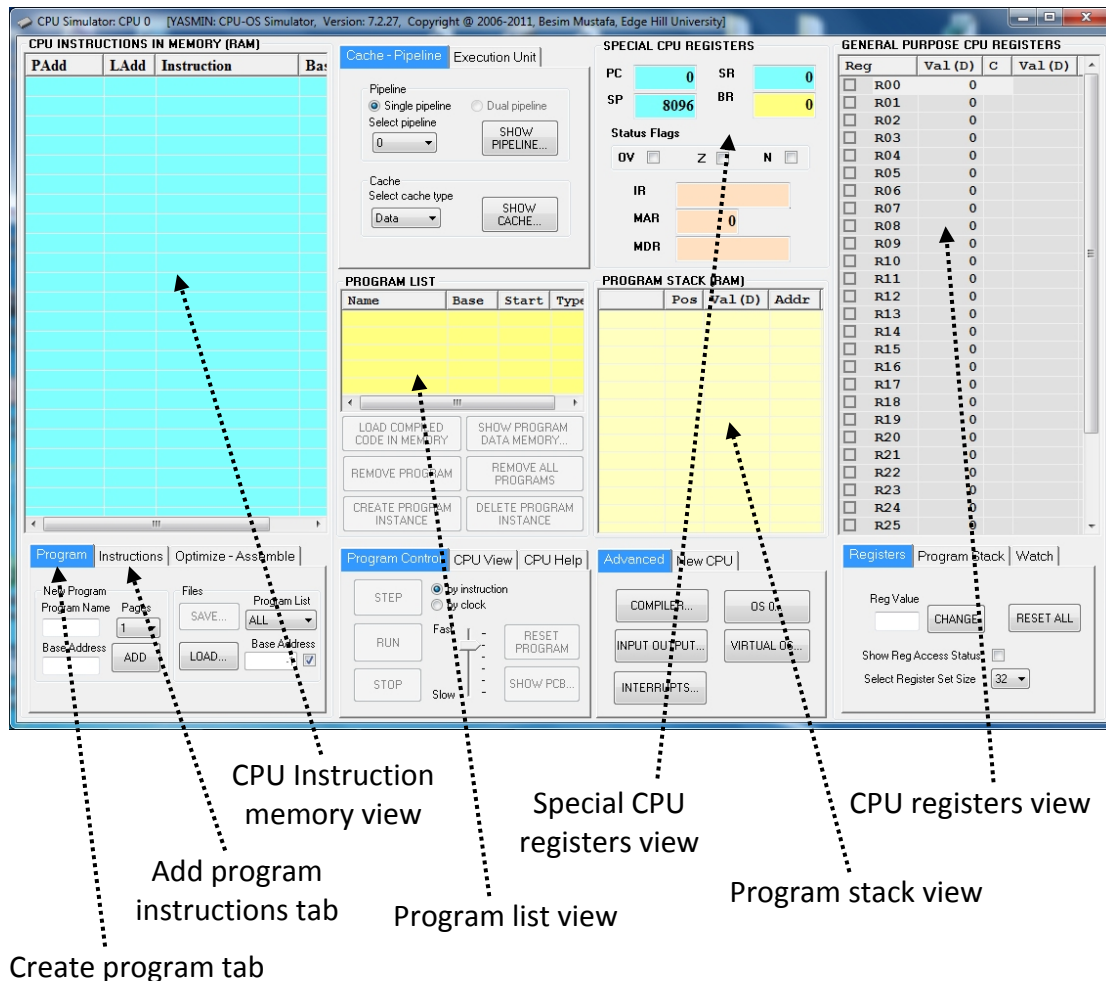 CPU Simulator: CPU 0 [YASMIN: CPU-OS Simulator, Version: 7.2.27, Copyright @ 2006-2011, Besim Mustafa, Edge Hill University]
CPU INSTRUCTIONS IN MEMORY (RAM)
PAdd LAdd Instruction Bas
Program Instructions Optimize - Assemble
New Program
Program Name Pages
1
Base Address
ADD
Files
SAVE...
Program List
ALL
LOAD...
Base Address
Cache - Pipeline Execution Unit
Pipeline
Single pipeline Dual pipeline
Select pipeline
0
SHOW
PIPELINE...
Cache
Select cache type
Data
SHOW
CACHE...
PROGRAM LIST
Name Base Start Type
LOAD COMPILED
CODE IN MEMORY
SHOW PROGRAM
DATA MEMORY...
REMOVE PROGRAM
REMOVE ALL
PROGRAMS
CREATE PROGRAM
INSTANCE
DELETE PROGRAM
INSTANCE
Program Control CPU View CPU Help
STEP
by instruction
by clock
RUN
Fast
RESET
PROGRAM
STOP
Slow
SHOW PCB...
SPECIAL CPU REGISTERS
PC 0 SR 0
SP 8096 BR 0
Status Flags
OV Z N
IR
MAR 0
MDR
PROGRAM STACK (RAM)
Pos Val (D) Addr
Advanced New CPU
COMPILER... OS 0...
INPUT OUTPUT... VIRTUAL OS...
INTERRUPTS...
GENERAL PURPOSE CPU REGISTERS
Reg Val (D) C Val (D)
R00 0
R01 0
R02 0
R03 0
R04 0
R05 0
R06 0
R07 0
R08 0
R09 0
R10 0
R11 0
R12 0
R13 0
R14 0
R15 0
R16 0
R17 0
R18 0
R19 0
R20 0
R21 0
R22 0
R23 0
R24 0
R25 0
Registers Program Stack Watch
Reg Value
CHANGE
RESET ALL
Show Reg Access Status
Select Register Set Size 32
CPU Instruction
memory view
Special CPU
registers view
CPU registers view
Add program
instructions tab
Program list view
Program stack view
Create program tab